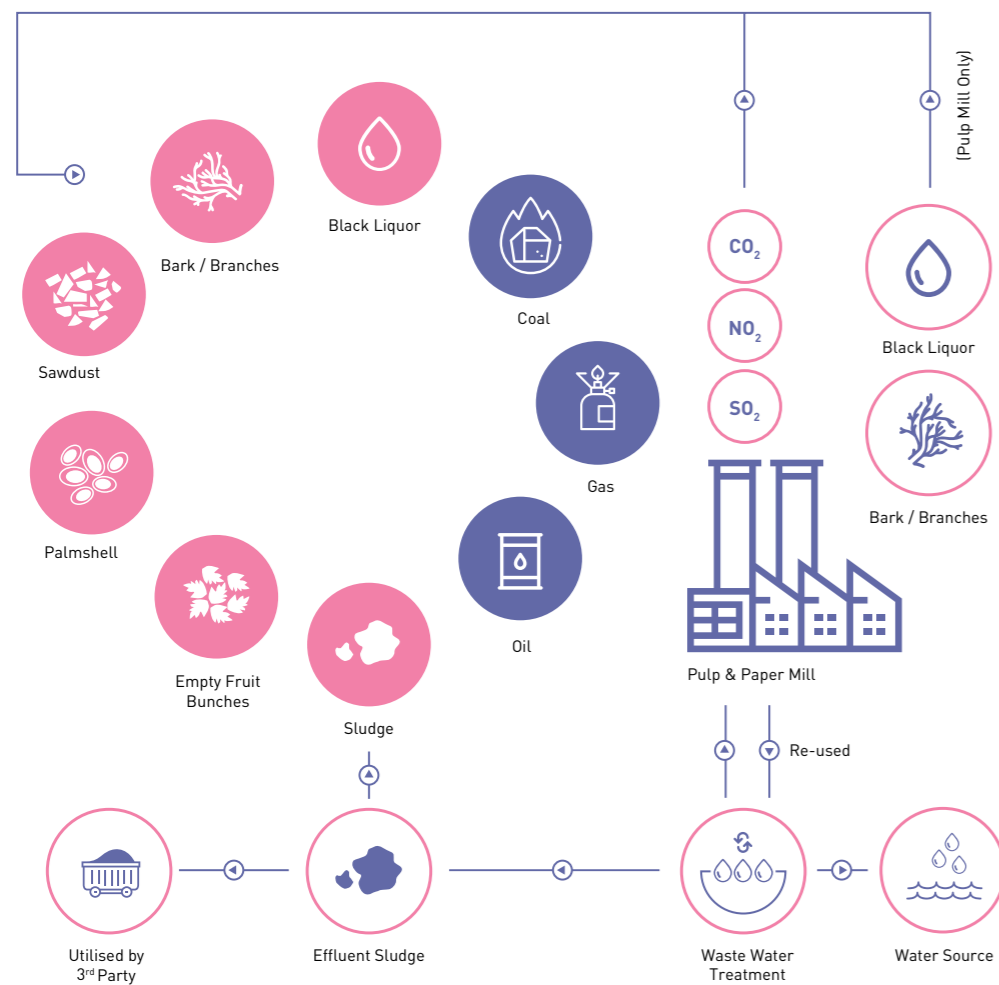 (Pulp Mill Only)
Black Liquor
Bark / Branches
Coal
Sawdust
CO2
NO2
SO2
Black Liquor
Bark / Branches
Gas
Palmshell
Oil
Empty Fruit
Bunches
Sludge
Pulp & Paper Mill
Re-used
Utilised by
3rd Party
Effluent Sludge
Waste Water
Treatment
Water Source